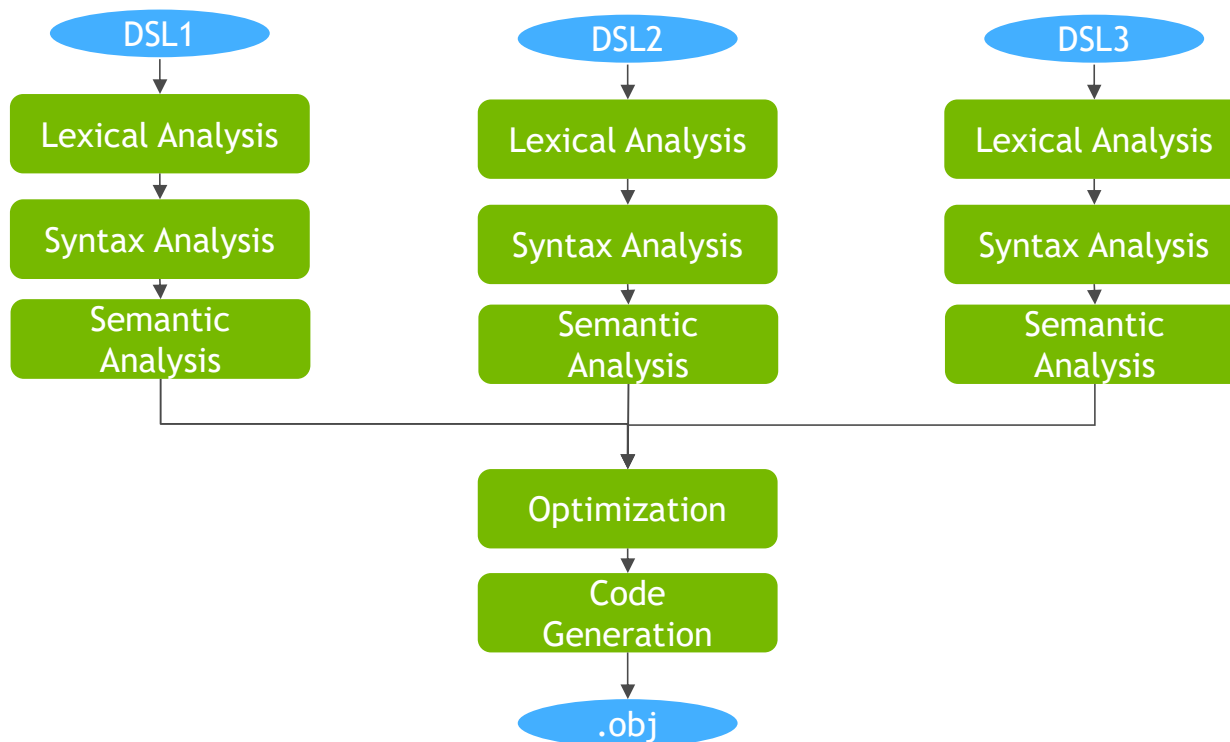 DSL1
DSL2
DSL3
Lexical Analysis
Lexical Analysis
Lexical Analysis
Syntax Analysis
Syntax Analysis
Syntax Analysis
Semantic
Analysis
Semantic
Analysis
Semantic
Analysis
Optimization
Code
Generation
.obj